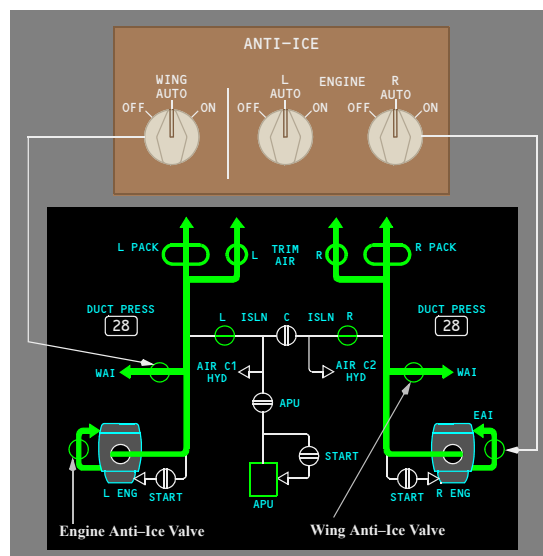 ANTI–ICE
WING
AUTO
OFF ON
L
AUTO
OFF ON
ENGINE
R
AUTO
OFF ON
L PACK
L
TRIM
AIR
R
R PACK
DUCT PRESS
28
L ISLN C ISLN R
DUCT PRESS
28
WAI
AIR C1
HYD
AIR C2
HYD
WAI
APU
EAI
START
L ENG START
APU
START R ENG
Engine Anti–Ice Valve
Wing Anti–Ice Valve